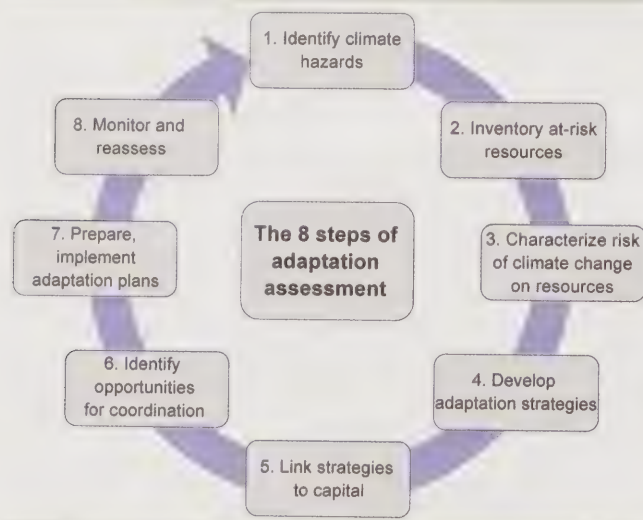 1. Identify climate
hazards
2. Inventory at-risk
resources
3. Characterize risk
of climate change
on resources
4. Develop
adaptation strategies
5. Link strategies
to capital
6. Identify
opportunities
for coordination
7. Prepare,
implement
adaptation plans
8. Monitor and
reassess
The 8 steps of
adaptation
assessment